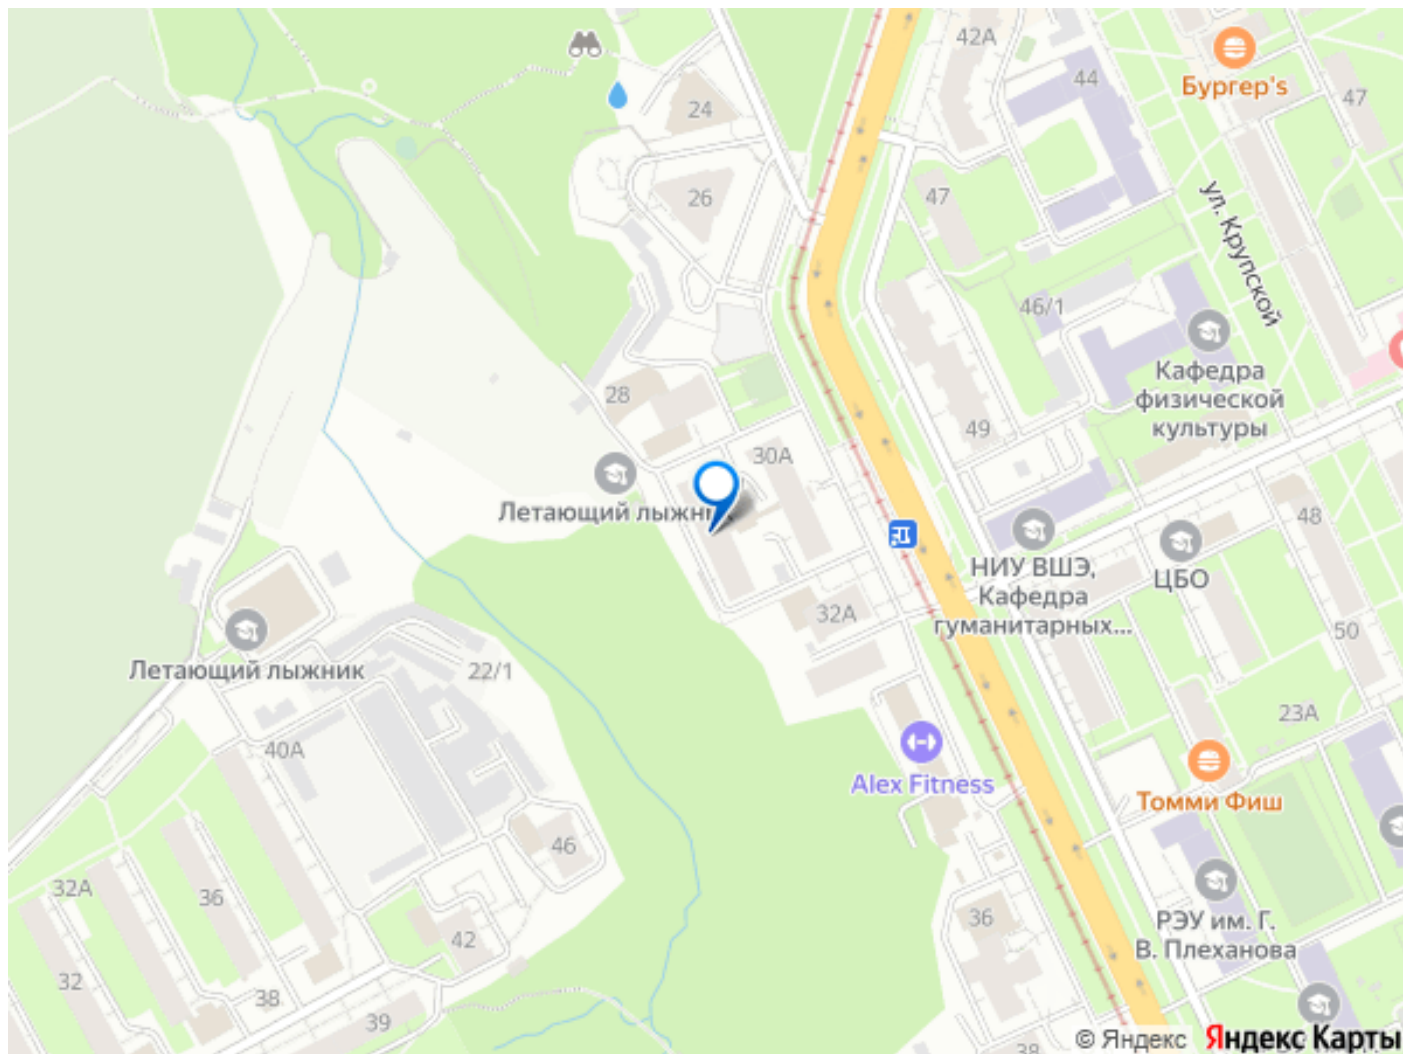 42А
44
Бургер's
47
24
26
47
ул. Крупской
46/1
Кафедра
физической
культуры
28
49
30А
Летающий лыжник
48
НИУ ВШЭ,
Кафедра
гуманитарных...
ЦБО
32А
50
Летающий лыжник
22/1
23А
40А
Alex Fitness
Томми Фиш
46
32А
36
42
36
РЭУ им. Г.
В. Плеханова
32
38
39
38
© Яндекс Яндекс Карты